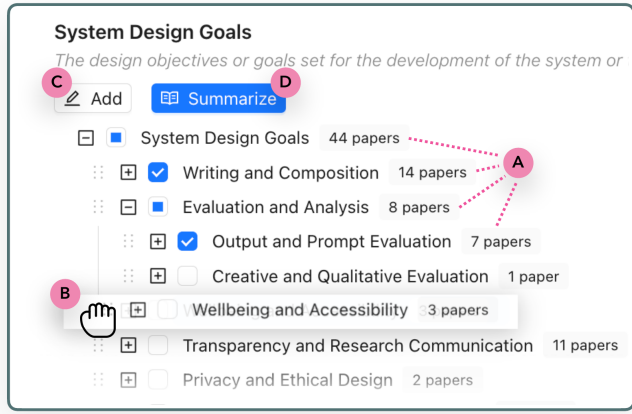 System Design Goals
The design objectives or goals set for the development of the system or
C
D
Add
Summarize
System Design Goals 44 papers
A
Writing and Composition 14 papers
Evaluation and Analysis 8 papers
Output and Prompt Evaluation 7 papers
Creative and Qualitative Evaluation 1 paper
B
Wellbeing and Accessibility 3 papers
Transparency and Research Communication 11 papers
Privacy and Ethical Design 2 papers